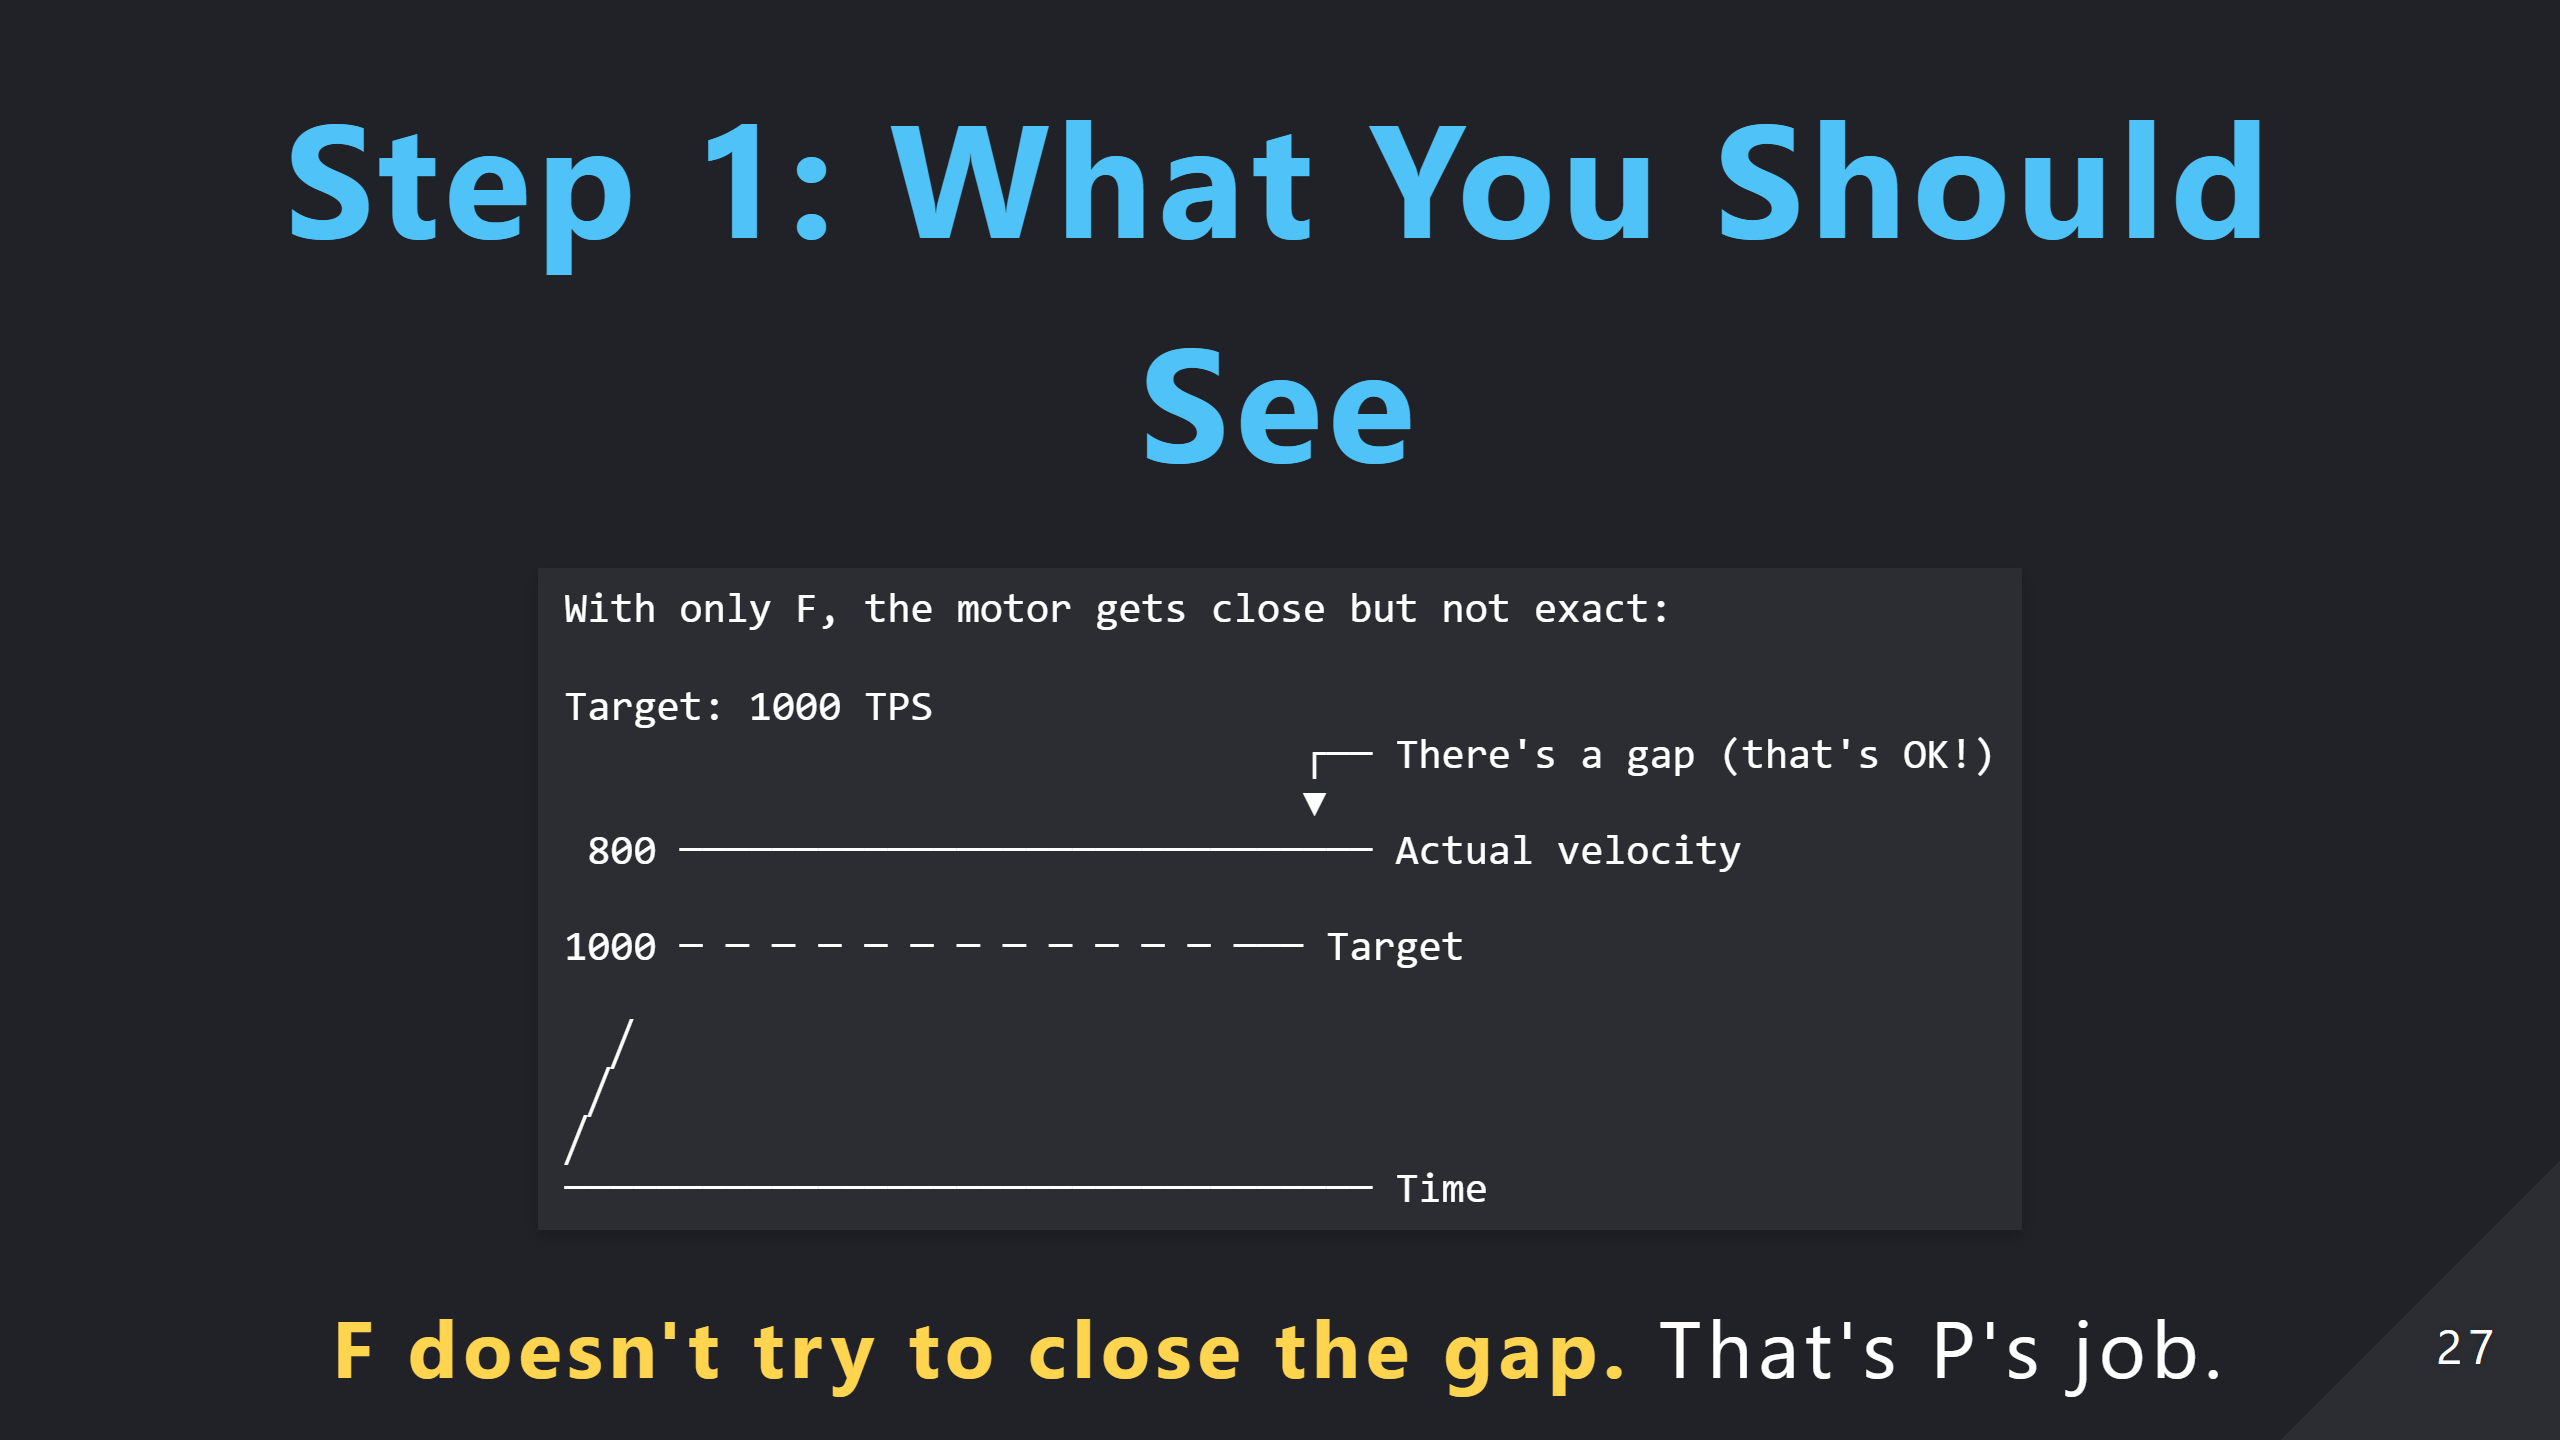 Step 1: What You Should
See
With only F, the motor gets close but not exact:
Target: 1000 TPS
There's a gap (that's OK!)
800 Actual velocity
1000 Target
Time
F doesn't try to close the gap. That's P's job.
27